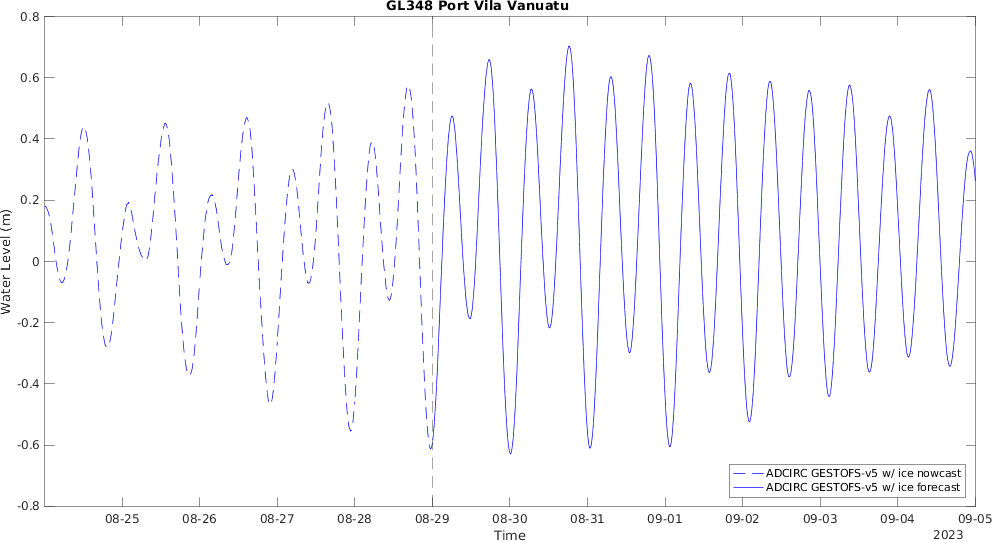 GL348 Port Vila Vanuatu
Water Level (m)
0.8
0.6
0.4
0.2
0
-0.2
-0.4
-0.6
-0.8
ADCIRC GESTOFS-v5 w/ ice nowcast
ADCIRC GESTOFS-v5 w/ ice forecast
08-25 08-26 08-27 08-28 08-29 08-30 08-31 09-01 09-02 09-03 09-04 09-05
Time
2023